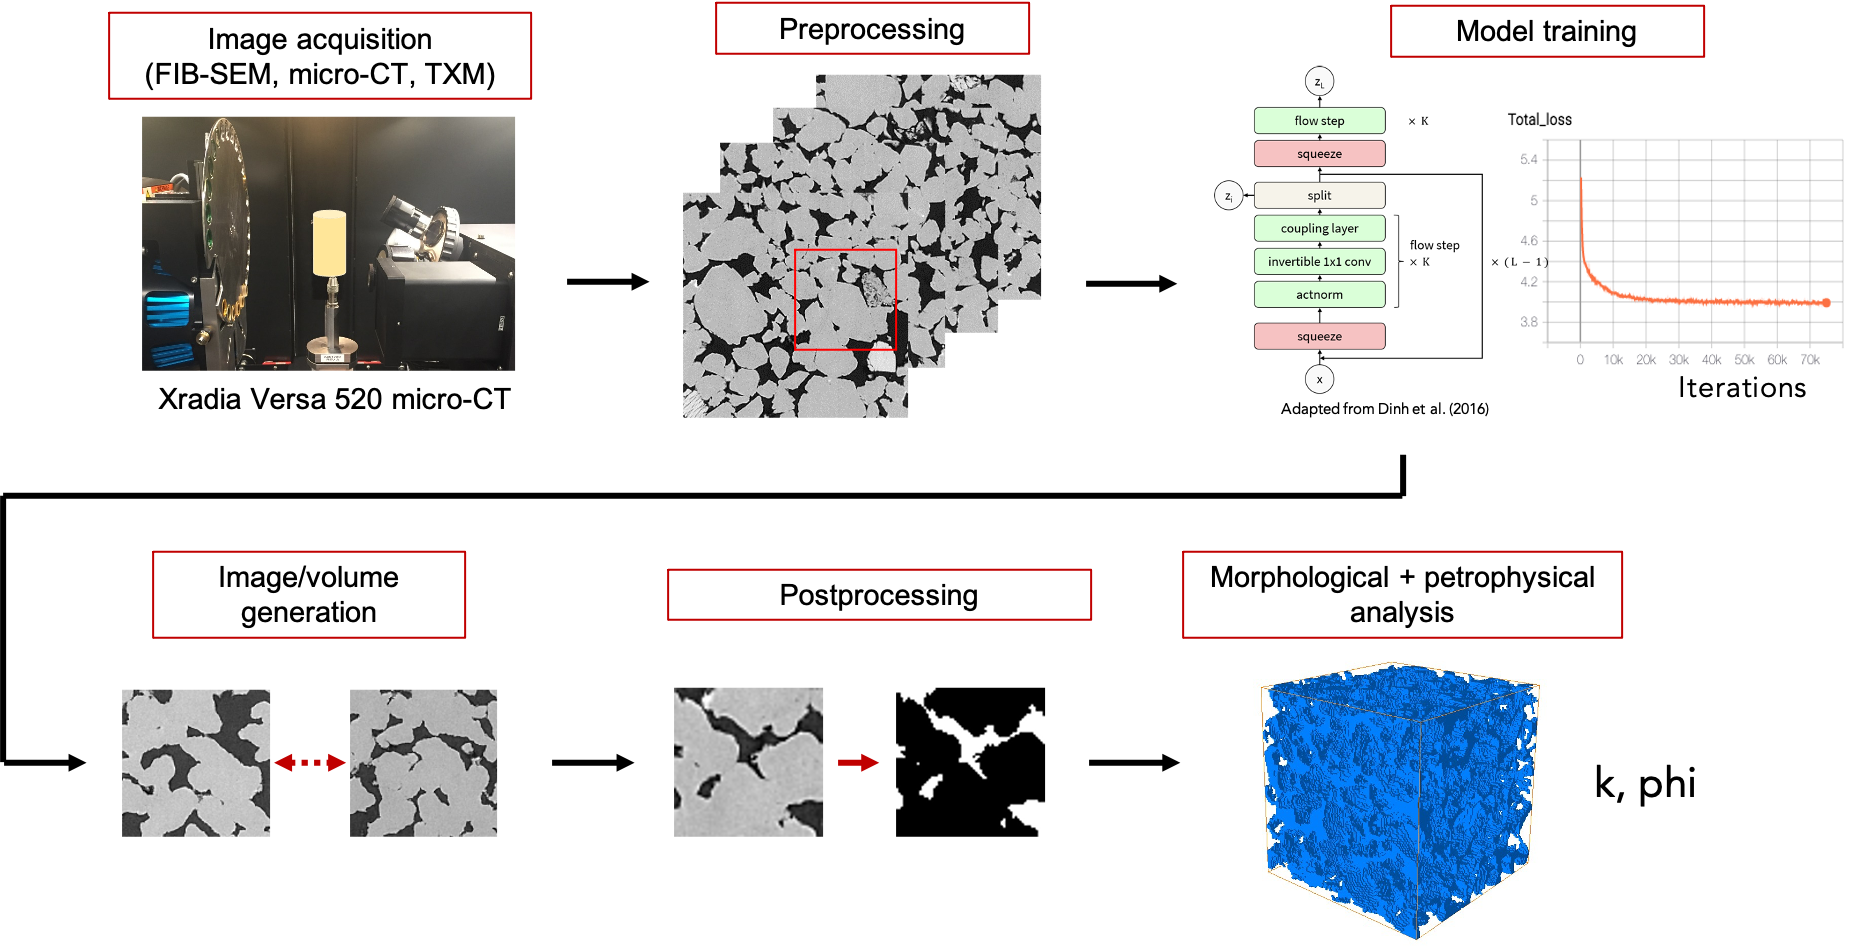 Image acquisition
(FIB-SEM, micro-CT, TXM)
Xradia Versa 520 micro-CT
Preprocessing
Model training
z_L
flow step
× K
squeeze
z_i
split
coupling layer
invertible 1x1 conv
actnorm
flow step
× K
× (L − 1)
squeeze
x
Adapted from Dinh et al. (2016)
Total_loss
5.4
5
4.6
4.2
3.8
0 10k 20k 30k 40k 50k 60k 70k
Iterations
Image/volume
generation
Postprocessing
Morphological + petrophysical
analysis
k, phi